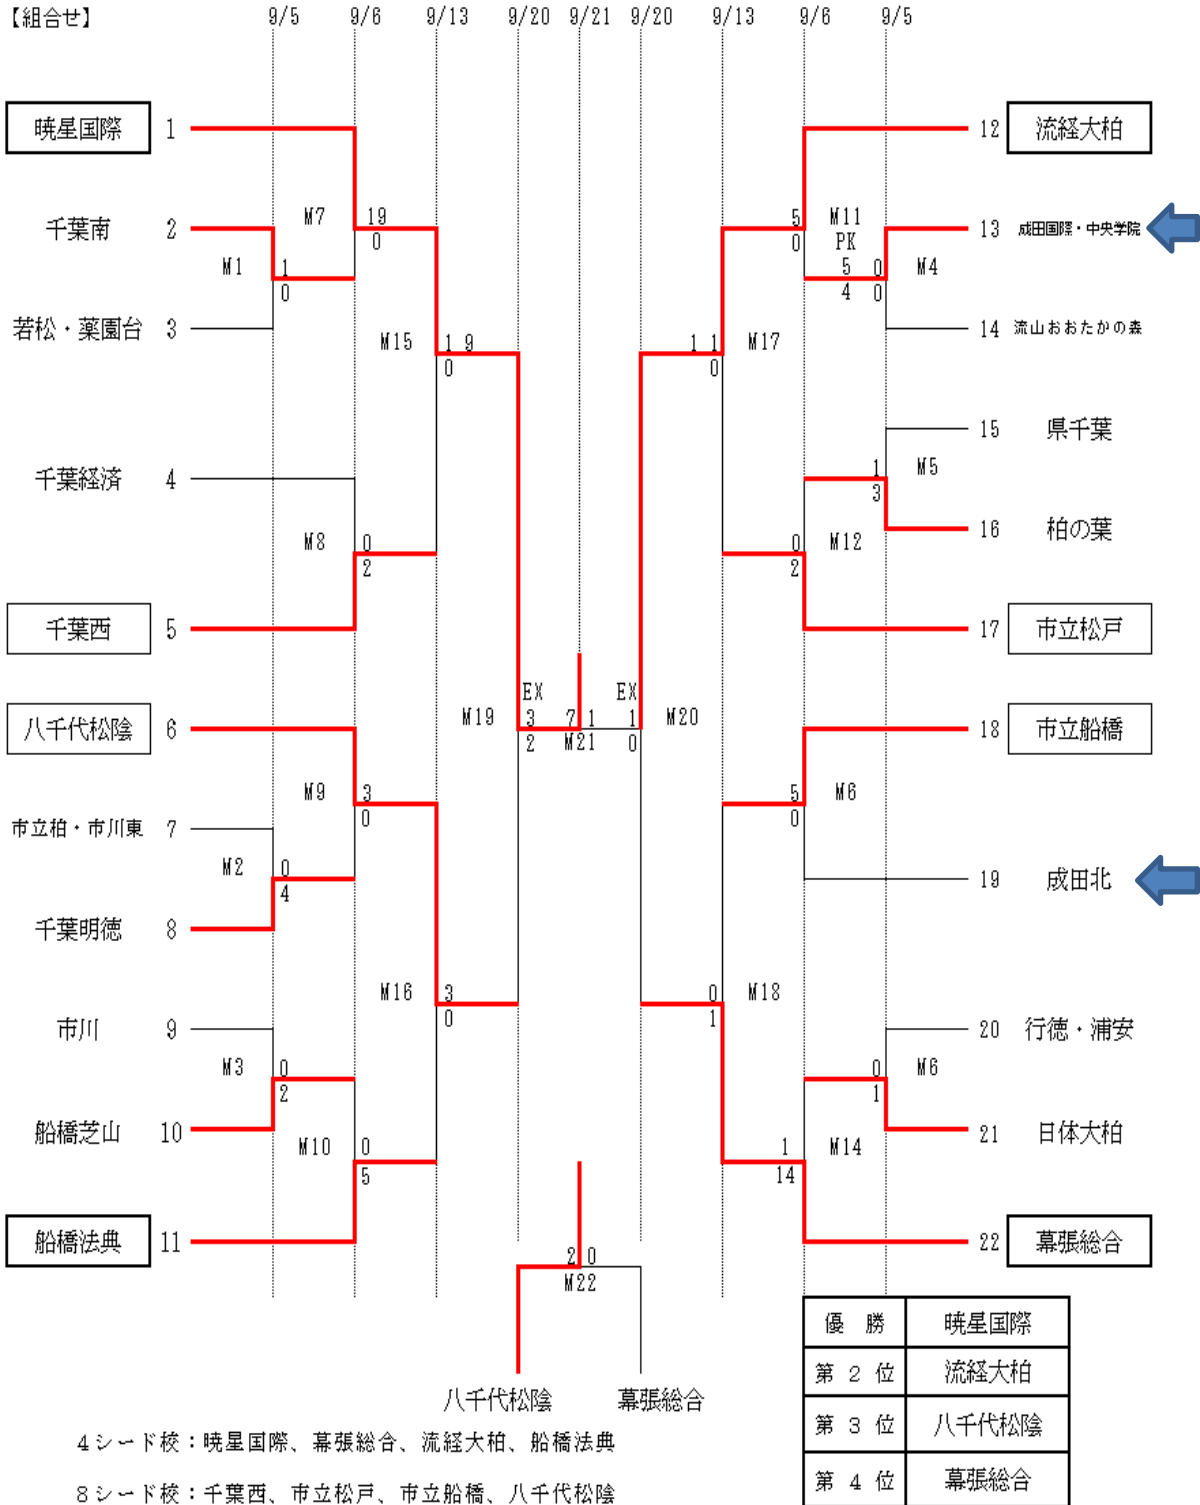 【組合せ】 9/5 9/6 9/13 9/20 9/21 9/20 9/13 9/6 9/5
暁星国際 1 12 流経大柏
千葉南 2 M7 19 5 M11 13 成田国際・中央学院
0 0 PK
M1 1 5 0 M4
0 4 0
若松・薬園台 3 14 流山おおたかの森
M15 19 11 M17
0 0
15 県千葉
千葉経済 4 1 M5
3
16 柏の葉
M8 0 0 M12
2 2
千葉西 5 17 市立松戸
EX EX
八千代松陰 6 M19 3 7 1 1 M20 18 市立船橋
2 M21 0
M9 3 5 M6
0 0
市立柏・市川東 7
M2 0 19 成田北
4
千葉明徳 8
M16 3 0 M18
0 1
市川 9 20 行徳・浦安
M3 0 0 M6
2 1
船橋芝山 10 21 日体大柏
M10 0 1 M14
5 14
船橋法典 11 22 幕張総合
2 0
M22
優 勝 暁星国際
第 2 位 流経大柏
八千代松陰 幕張総合
第 3 位 八千代松陰
4シード校:暁星国際、幕張総合、流経大柏、船橋法典
第 4 位 幕張総合
8シード校:千葉西、市立松戸、市立船橋、八千代松陰